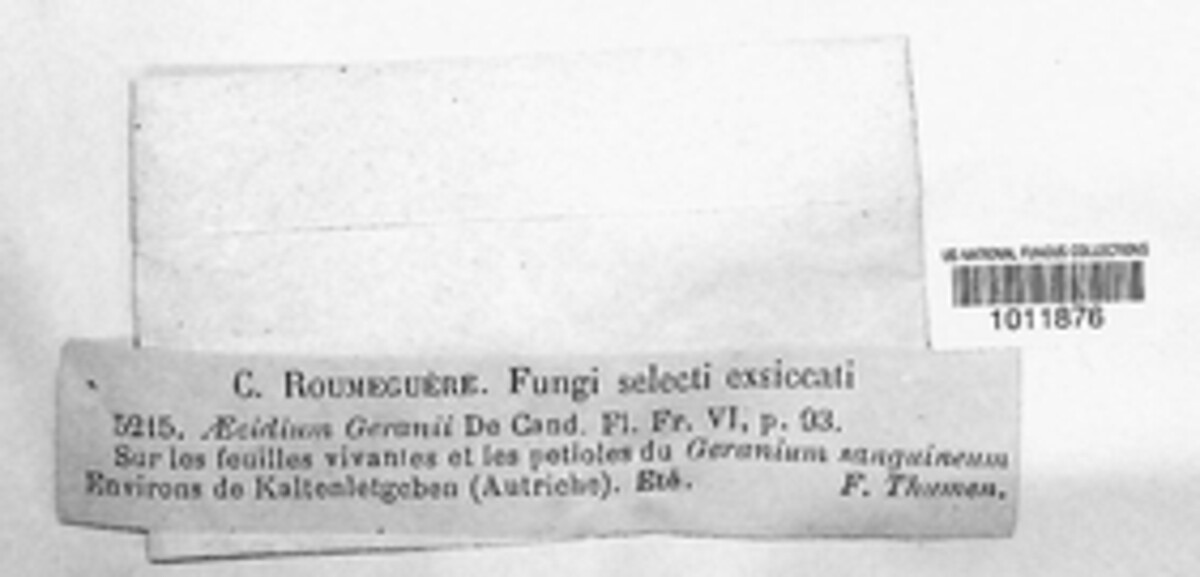 US NATIONAL FUNGUS COLLECTIONS
1011876
C. ROUMEGUÈRE. Fungi selecti exsiccati
5215. Æcidium Geranii De Cand. Fl. Fr. VI, p. 93.
Sur les feuilles vivantes et les petioles du Geranium sanguineum
Environs de Kaltenletgeben (Autriche). Eté. F. Thumen.